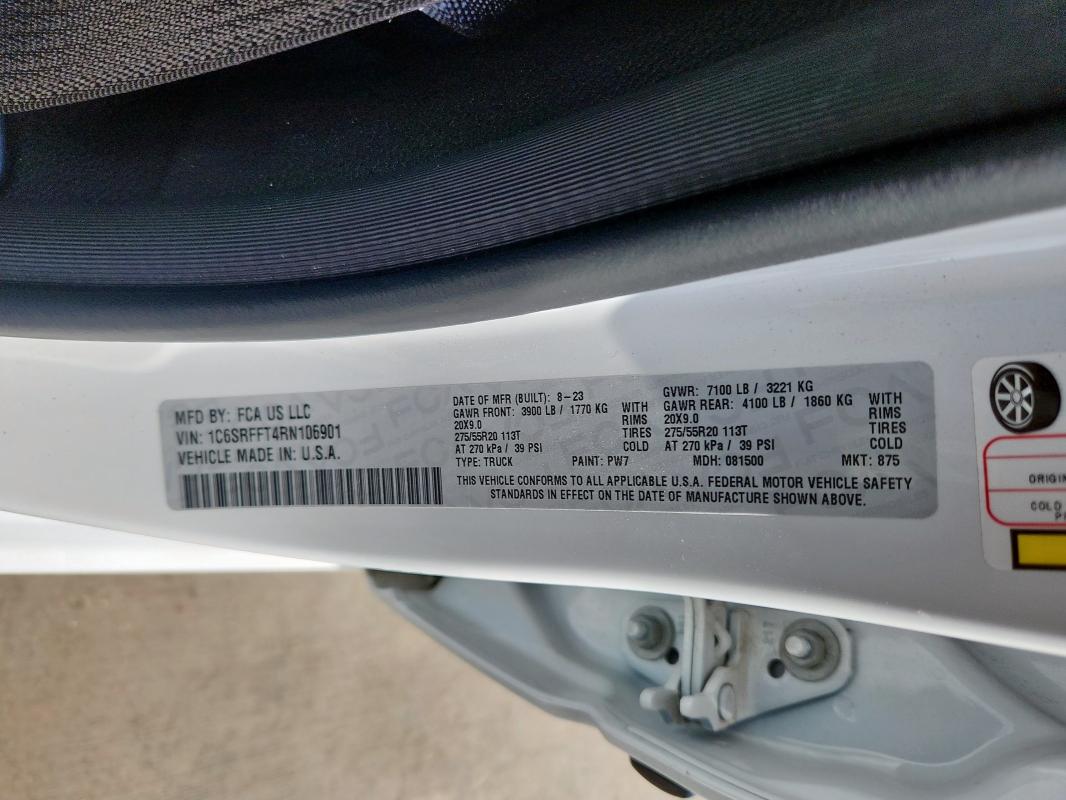 MFD BY: FCA US LLC
VIN: 1C6SRFFT4RN106901
VEHICLE MADE IN: U.S.A.
DATE OF MFR (BUILT): 8-23
GAWR FRONT: 3900 LB / 1770 KG WITH
20X9.0 RIMS
275/55R20 113T TIRES
AT 270 kPa / 39 PSI COLD
TYPE: TRUCK PAINT: PW7
GVWR: 7100 LB / 3221 KG
GAWR REAR: 4100 LB / 1860 KG WITH
20X9.0 RIMS
275/55R20 113T TIRES
AT 270 kPa / 39 PSI COLD
MDH: 081500 MKT: 875
THIS VEHICLE CONFORMS TO ALL APPLICABLE U.S.A. FEDERAL MOTOR VEHICLE SAFETY
STANDARDS IN EFFECT ON THE DATE OF MANUFACTURE SHOWN ABOVE.
COLD
217